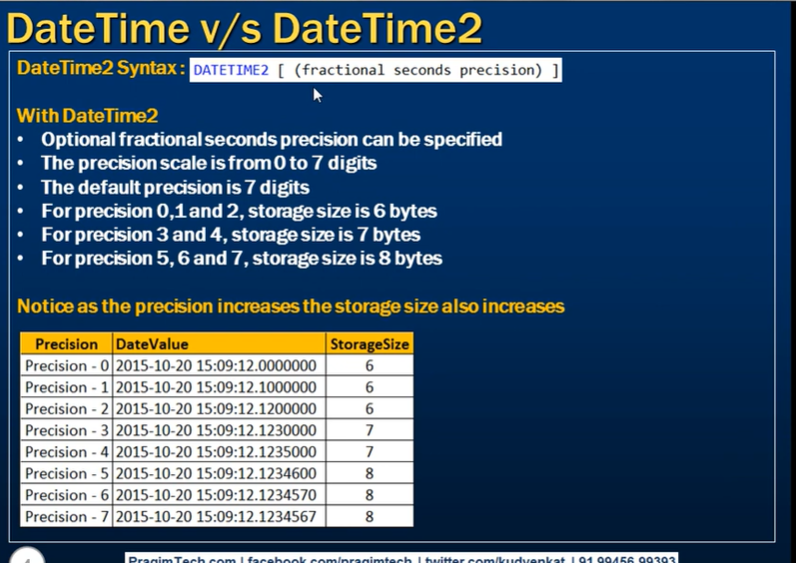 DateTime v/s DateTime2
DateTime2 Syntax : DATETIME2 [ (fractional seconds precision) ]
With DateTime2
• Optional fractional seconds precision can be specified
• The precision scale is from 0 to 7 digits
• The default precision is 7 digits
• For precision 0,1 and 2, storage size is 6 bytes
• For precision 3 and 4, storage size is 7 bytes
• For precision 5, 6 and 7, storage size is 8 bytes
Notice as the precision increases the storage size also increases
Precision DateValue StorageSize
Precision - 0 2015-10-20 15:09:12.0000000 6
Precision - 1 2015-10-20 15:09:12.1000000 6
Precision - 2 2015-10-20 15:09:12.1200000 6
Precision - 3 2015-10-20 15:09:12.1230000 7
Precision - 4 2015-10-20 15:09:12.1235000 7
Precision - 5 2015-10-20 15:09:12.1234600 8
Precision - 6 2015-10-20 15:09:12.1234570 8
Precision - 7 2015-10-20 15:09:12.1234567 8
PragimTech.com | facebook.com/pragimtech | twitter.com/kudvenkat | 91 99456 99393